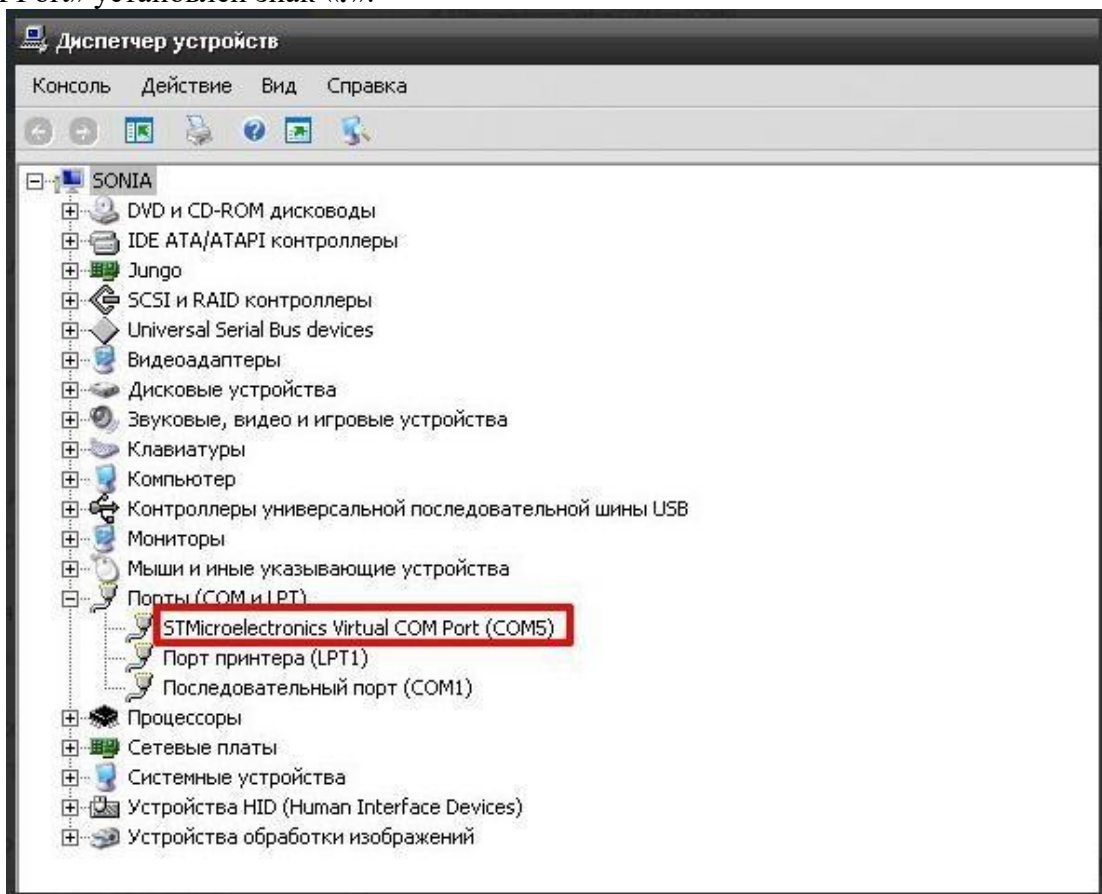 установлен знак
Диспетчер устройств
Консоль Действие Вид Справка
SONIA
DVD и CD-ROM дисководы
IDE ATA/ATAPI контроллеры
Jungo
SCSI и RAID контроллеры
Universal Serial Bus devices
Видеоадаптеры
Дисковые устройства
Звуковые, видео и игровые устройства
Клавиатуры
Компьютер
Контроллеры универсальной последовательной шины USB
Мониторы
Мыши и иные указывающие устройства
Порты (COM и LPT)
STMicroelectronics Virtual COM Port (COM5)
Порт принтера (LPT1)
Последовательный порт (COM1)
Процессоры
Сетевые платы
Системные устройства
Устройства HID (Human Interface Devices)
Устройства обработки изображений